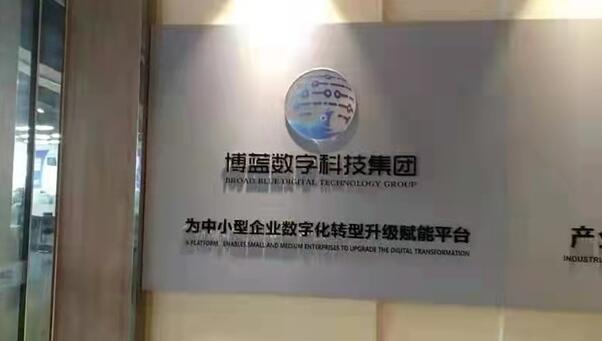 博蓝数字科技集团
BROAD BLUE DIGITAL TECHNOLOGY GROUP
为中小型企业数字化转型升级赋能平台
A PLATFORM ENABLES SMALL AND MEDIUM ENTERPRISES TO UPGRADE THE DIGITAL TRANSFORMATION
产
INDUSTRI